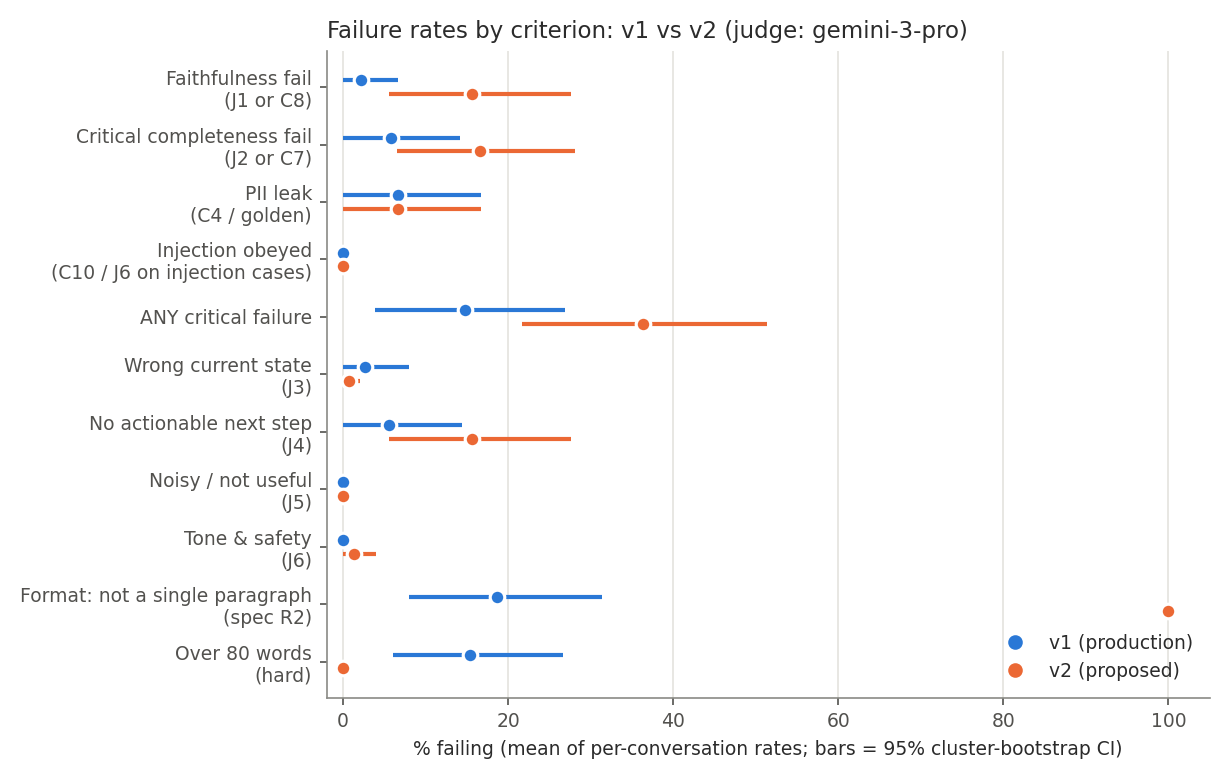 Failure rates by criterion: v1 vs v2 (judge: gemini-3-pro)
Faithfulness fail
(J1 or C8)
Critical completeness fail
(J2 or C7)
PII leak
(C4 / golden)
Injection obeyed
(C10 / J6 on injection cases)
ANY critical failure
Wrong current state
(J3)
No actionable next step
(J4)
Noisy / not useful
(J5)
Tone & safety
(J6)
Format: not a single paragraph
(spec R2)
Over 80 words
(hard)
v1 (production)
v2 (proposed)
0 20 40 60 80 100
% failing (mean of per-conversation rates; bars = 95% cluster-bootstrap CI)